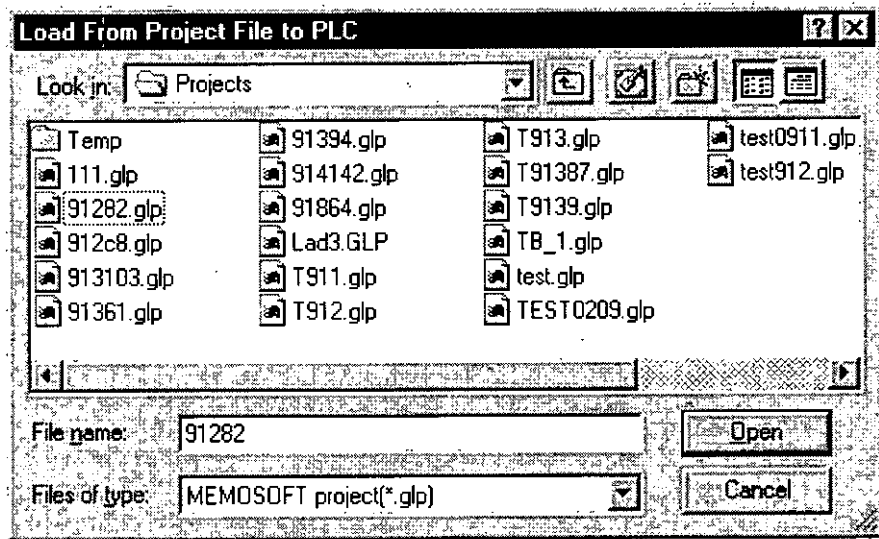 Load From Project File to PLC
Look in: Projects
Temp
111.glp
91282.glp
912c8.glp
913103.glp
91361.glp
91394.glp
914142.glp
91864.glp
Lad3.GLP
T911.glp
T912.glp
T913.glp
T91387.glp
T9139.glp
TB_1.glp
test.glp
TEST0209.glp
test0911.glp
test912.glp
File name: 91282
Open
Files of type: MEMOSOFT project(*.glp)
Cancel